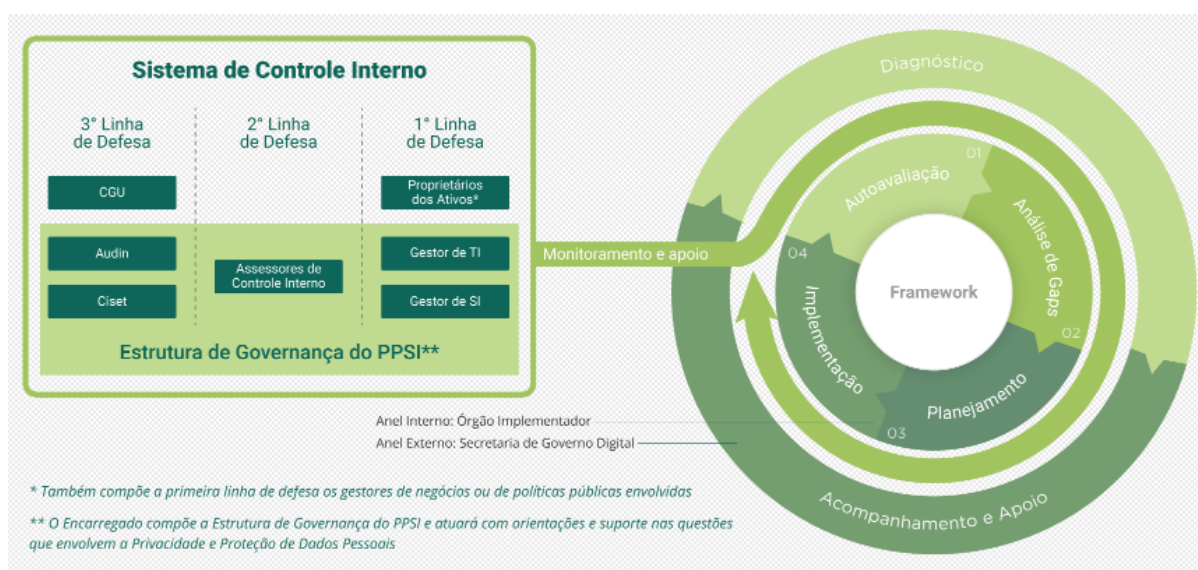 Sistema de Controle Interno
3° Linha
de Defesa
2° Linha
de Defesa
1° Linha
de Defesa
CGU
Proprietários
dos Ativos*
Audin
Assessores de
Controle Interno
Gestor de TI
Ciset
Gestor de SI
Estrutura de Governança do PPSI**
Monitoramento e apoio
Diagnóstico
01
Autoavaliação
Análise de Gaps
02
Planejamento
03
Implementação
04
Framework
Acompanhamento e Apoio
Anel Interno: Órgão Implementador
Anel Externo: Secretaria de Governo Digital
* Também compõe a primeira linha de defesa os gestores de negócios ou de políticas públicas envolvidas
** O Encarregado compõe a Estrutura de Governança do PPSI e atuará com orientações e suporte nas questões
que envolvem a Privacidade e Proteção de Dados Pessoais